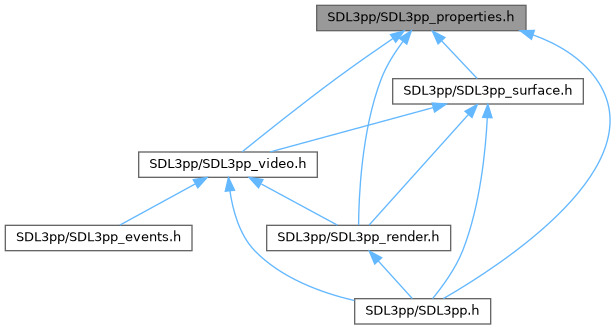 SDL3pp/SDL3pp_properties.h
SDL3pp/SDL3pp_surface.h
SDL3pp/SDL3pp_video.h
SDL3pp/SDL3pp_events.h
SDL3pp/SDL3pp_render.h
SDL3pp/SDL3pp.h